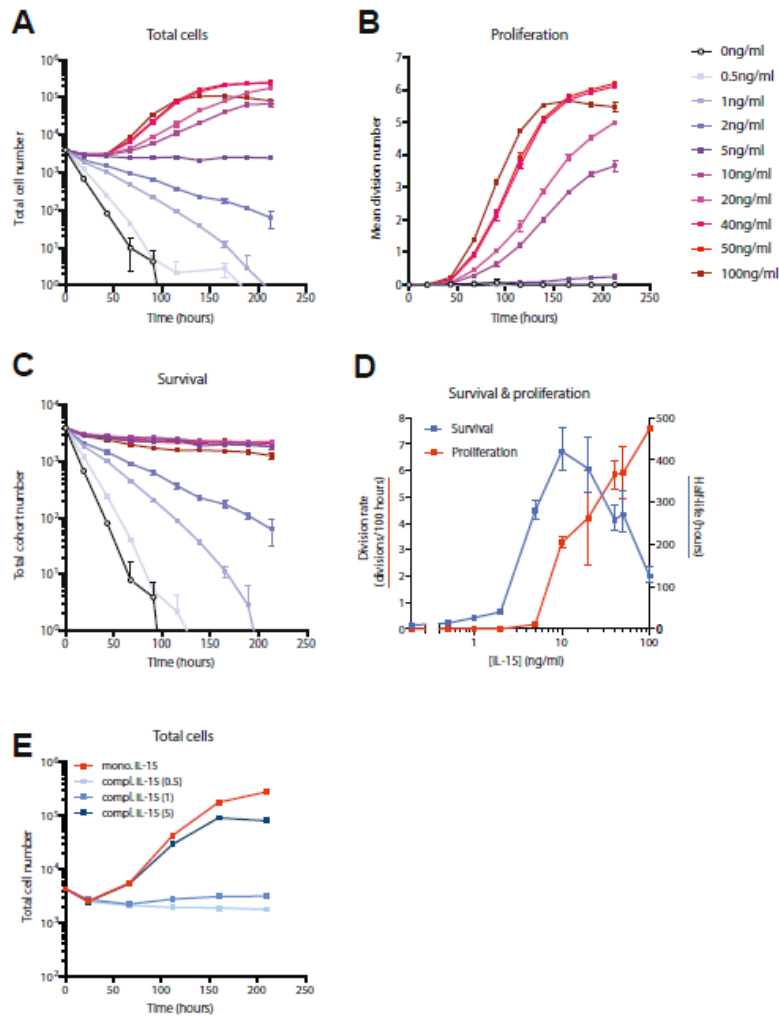 A
Total cells
Total cell number
10⁶
10⁵
10⁴
10³
10²
10¹
10⁰
0 50 100 150 200 250
Time (hours)
B
Proliferation
Mean division number
7
6
5
4
3
2
1
0
0 50 100 150 200 250
Time (hours)
0ng/ml
0.5ng/ml
1ng/ml
2ng/ml
5ng/ml
10ng/ml
20ng/ml
40ng/ml
50ng/ml
100ng/ml
C
Survival
Total cohort number
10⁴
10³
10²
10¹
10⁰
0 50 100 150 200 250
Time (hours)
D
Survival & proliferation
Survival
Proliferation
Division rate
(divisions/100 hours)
8
7
6
5
4
3
2
1
0
500
400
300
200
100
0
Half-life (hours)
1 10 100
[IL-15] (ng/ml)
E
Total cells
mono. IL-15
compl. IL-15 (0.5)
compl. IL-15 (1)
compl. IL-15 (5)
Total cell number
10⁶
10⁵
10⁴
10³
10²
0 50 100 150 200 250
Time (hours)